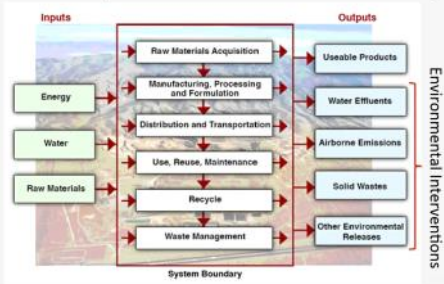 Inputs
Outputs
Raw Materials Acquisition
Useable Products
Manufacturing, Processing
and Formulation
Energy
Water Effluents
Distribution and Transportation
Water
Airborne Emissions
Use, Reuse, Maintenance
Raw Materials
Solid Wastes
Recycle
Waste Management
Other Environmental
Releases
System Boundary
Environmental Interventions